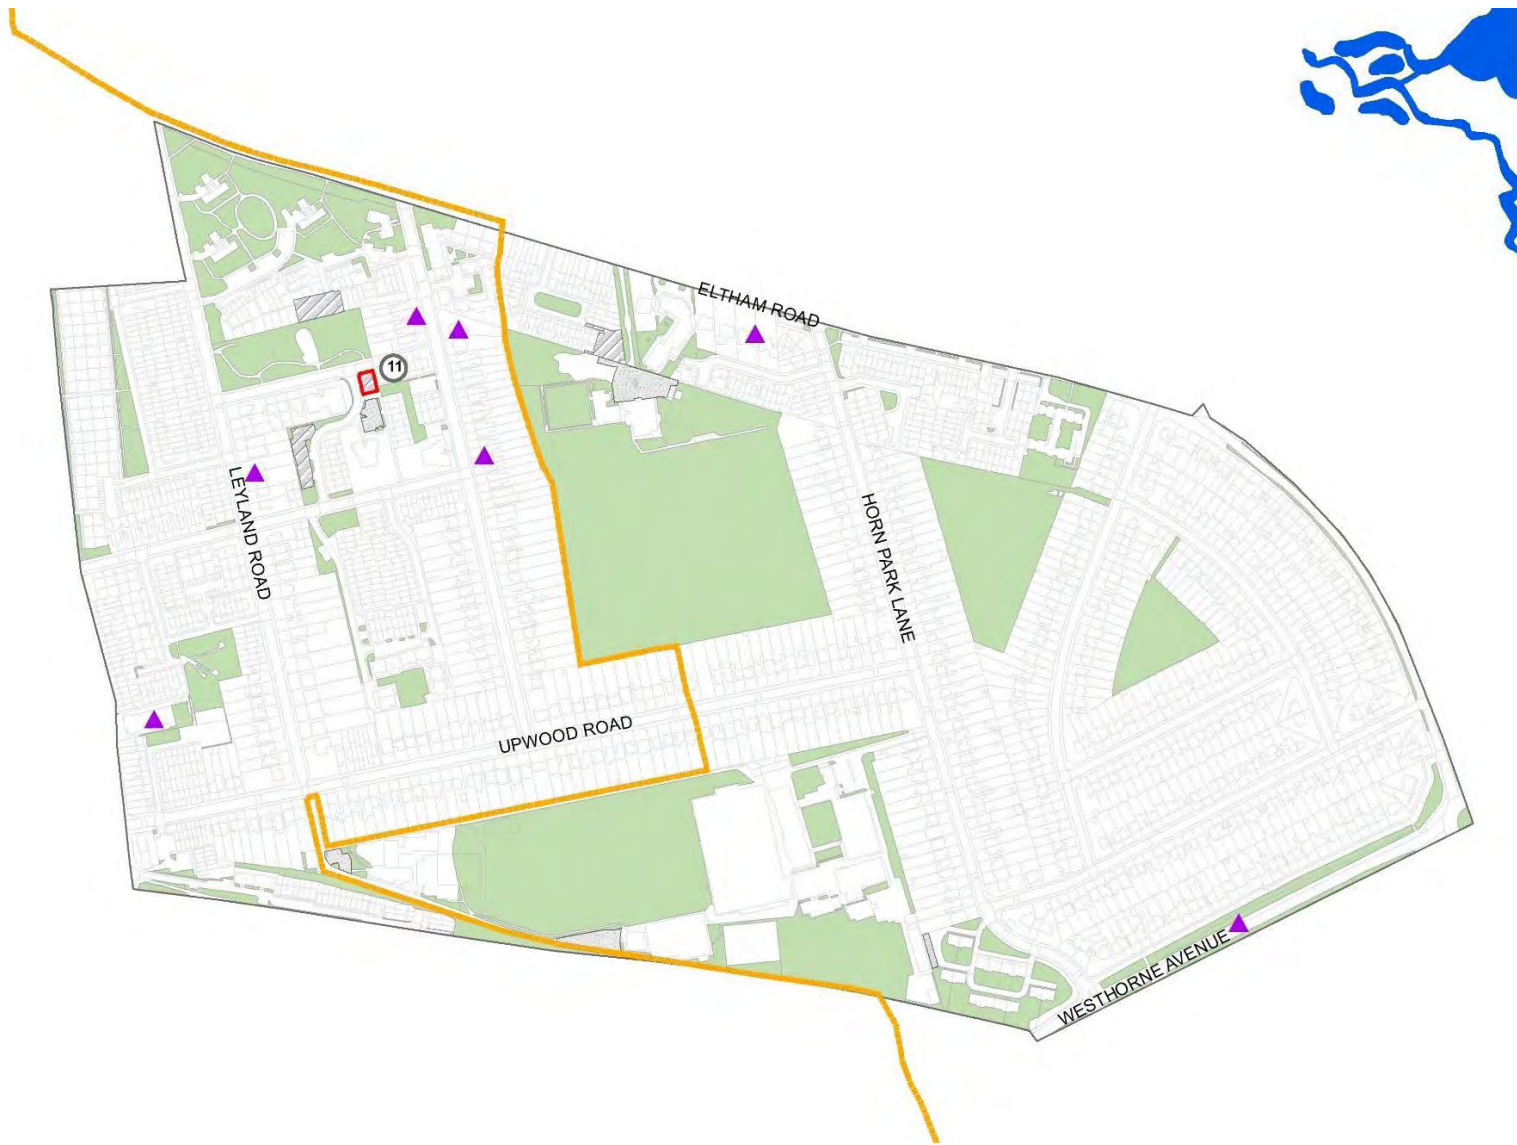 ELTHAM ROAD
11
LEYLAND ROAD
HORN PARK LANE
UPWOOD ROAD
WESTHORNE AVENUE